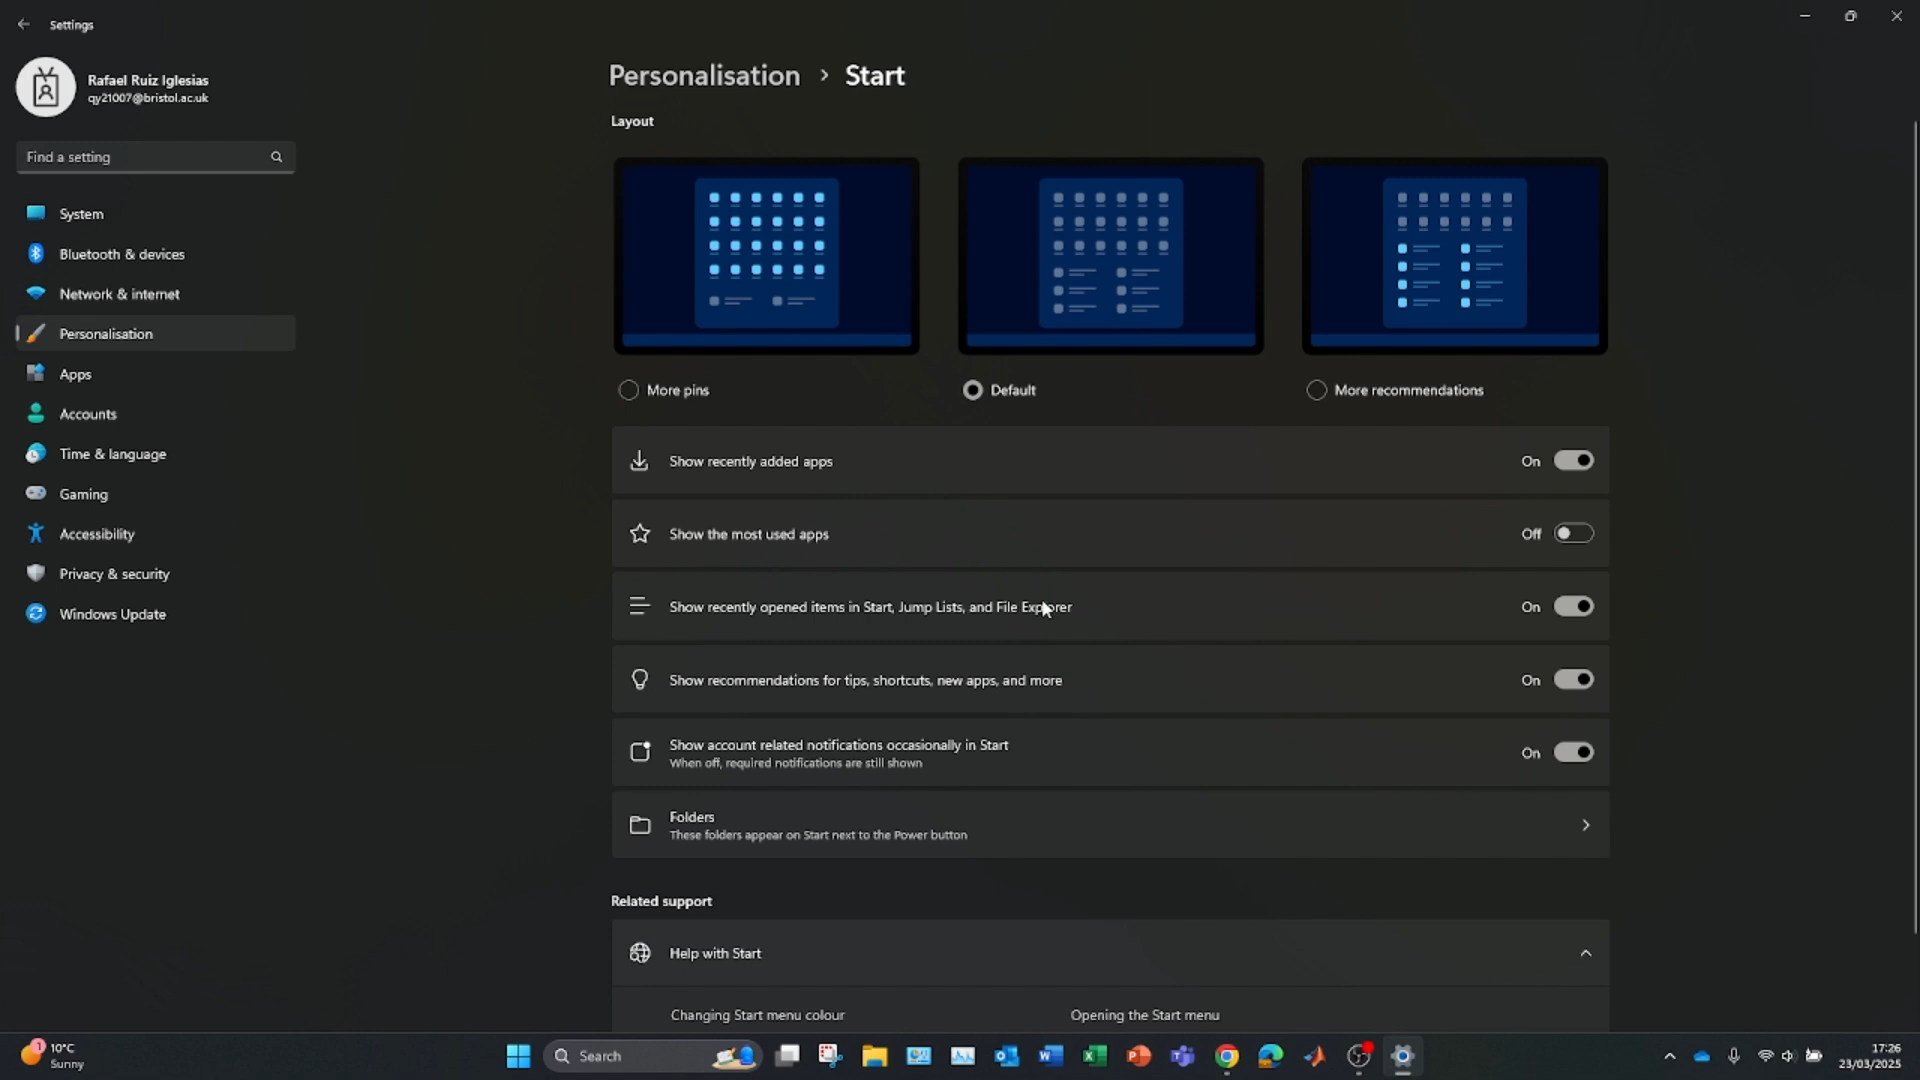 Settings
Rafael Ruiz Iglesias
qy21007@bristol.ac.uk
Find a setting
System
Bluetooth & devices
Network & internet
Personalisation
Apps
Accounts
Time & language
Gaming
Accessibility
Privacy & security
Windows Update
Personalisation > Start
Layout
More pins
Default
More recommendations
Show recently added apps
On
Show the most used apps
Off
Show recently opened items in Start, Jump Lists, and File Explorer
On
Show recommendations for tips, shortcuts, new apps, and more
On
Show account related notifications occasionally in Start
When off, required notifications are still shown
On
Folders
These folders appear on Start next to the Power button
Related support
Help with Start
Changing Start menu colour
Opening the Start menu
1
10°C
Sunny
Search
17:26
23/03/2025